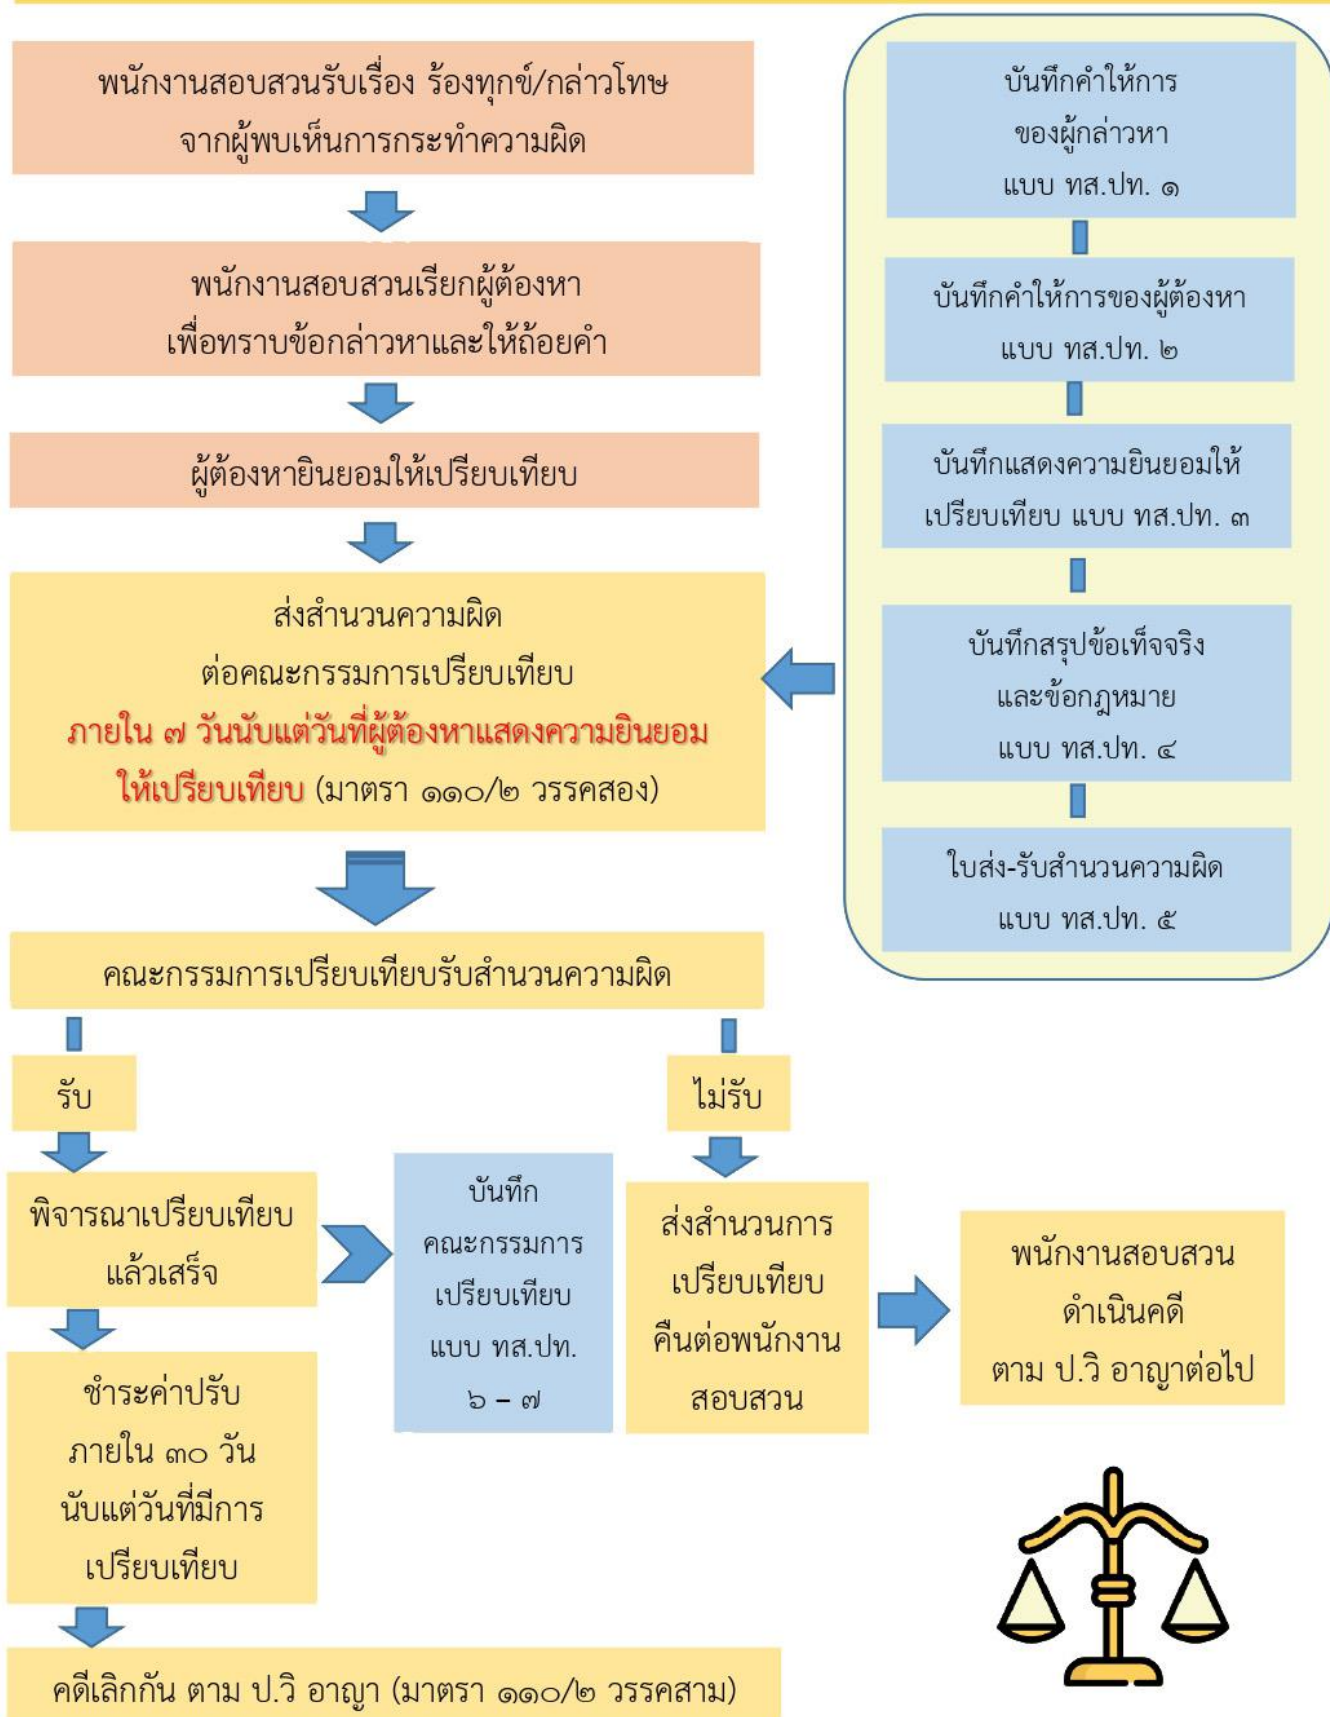 พนักงานสอบสวนรับเรื่อง ร้องทุกข์/กล่าวโทษ
จากผู้พบเห็นการกระทำความผิด
พนักงานสอบสวนเรียกผู้ต้องหา
เพื่อทราบข้อกล่าวหาและให้ถ้อยคำ
ผู้ต้องหายินยอมให้เปรียบเทียบ
ส่งสำนวนความผิด
ต่อคณะกรรมการเปรียบเทียบ
ภายใน ๗ วันนับแต่วันที่ผู้ต้องหาแสดงความยินยอม
ให้เปรียบเทียบ (มาตรา ๑๑๐/๒ วรรคสอง)
บันทึกคำให้การ
ของผู้กล่าวหา
แบบ ทส.ปท. ๑
บันทึกคำให้การของผู้ต้องหา
แบบ ทส.ปท. ๒
บันทึกแสดงความยินยอมให้
เปรียบเทียบ แบบ ทส.ปท. ๓
บันทึกสรุปข้อเท็จจริง
และข้อกฎหมาย
แบบ ทส.ปท. ๔
ใบส่ง-รับสำนวนความผิด
แบบ ทส.ปท. ๕
คณะกรรมการเปรียบเทียบรับสำนวนความผิด
รับ
พิจารณาเปรียบเทียบ
แล้วเสร็จ
บันทึก
คณะกรรมการ
เปรียบเทียบ
แบบ ทส.ปท.
๖ – ๗
ชำระค่าปรับ
ภายใน ๓๐ วัน
นับแต่วันที่มีการ
เปรียบเทียบ
คดีเลิกกัน ตาม ป.วิ อาญา (มาตรา ๑๑๐/๒ วรรคสาม)
ไม่รับ
ส่งสำนวนการ
เปรียบเทียบ
คืนต่อพนักงาน
สอบสวน
พนักงานสอบสวน
ดำเนินคดี
ตาม ป.วิ อาญาต่อไป